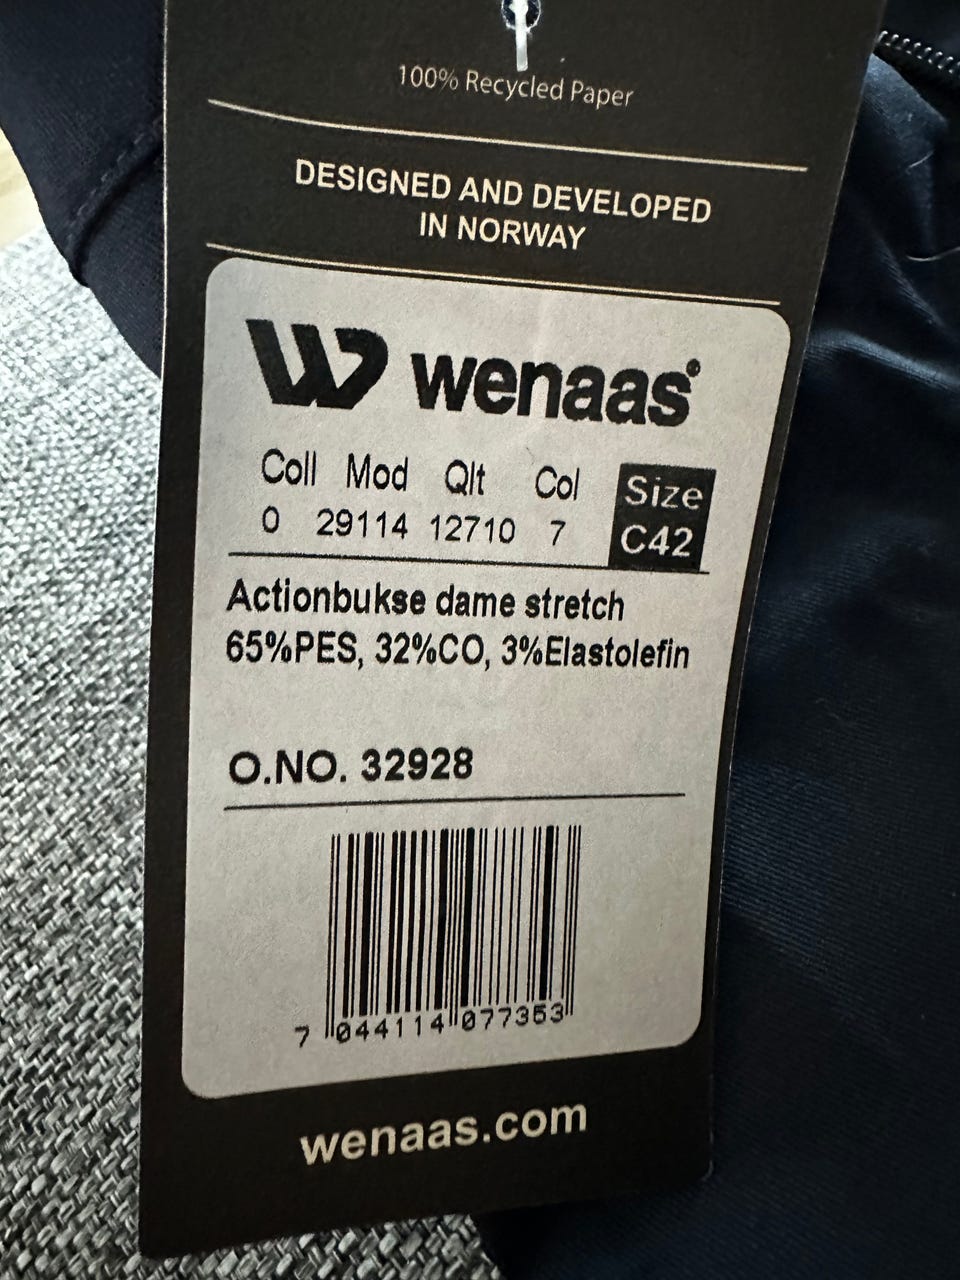 100% Recycled Paper
DESIGNED AND DEVELOPED
IN NORWAY
wenaas®
Coll Mod Qlt Col Size
0 29114 12710 7 C42
Actionbukse dame stretch
65%PES, 32%CO, 3%Elastolefin
O.NO. 32928
7 044114 077353
wenaas.com